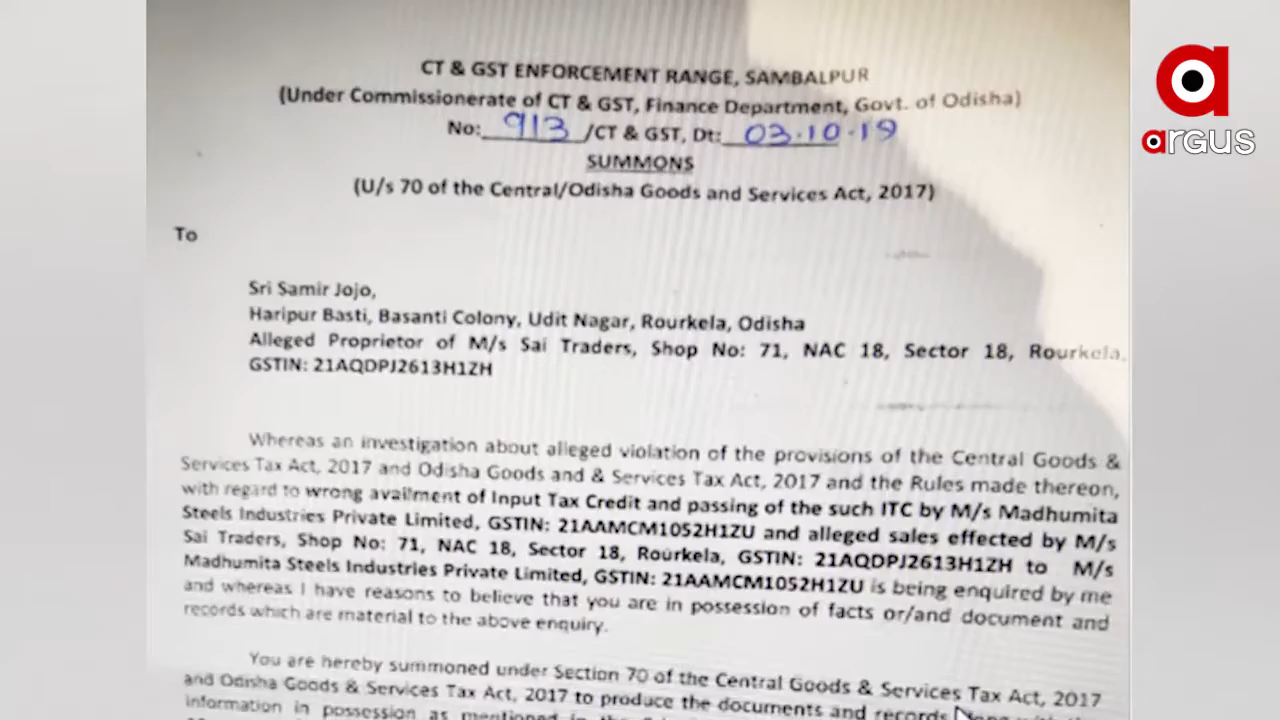 CT & GST ENFORCEMENT RANGE, SAMBALPUR
(Under Commissionerate of CT & GST, Finance Department, Govt. of Odisha)
No: 913 /CT & GST, Dt: 03.10.19
SUMMONS
(U/s 70 of the Central/Odisha Goods and Services Act, 2017)
To
Sri Samir Jojo,
Haripur Basti, Basanti Colony, Udit Nagar, Rourkela, Odisha
Alleged Proprietor of M/s Sai Traders, Shop No: 71, NAC 18, Sector 18, Rourkela,
GSTIN: 21AQDPJ2613H1ZH
Whereas an investigation about alleged violation of the provisions of the Central Goods &
Services Tax Act, 2017 and Odisha Goods and & Services Tax Act, 2017 and the Rules made thereon,
with regard to wrong availment of Input Tax Credit and passing of the such ITC by M/s Madhumita
Steels Industries Private Limited, GSTIN: 21AAMCM1052H1ZU and alleged sales effected by M/s
Sai Traders, Shop No: 71, NAC 18, Sector 18, Rourkela, GSTIN: 21AQDPJ2613H1ZH to M/s
Madhumita Steels Industries Private Limited, GSTIN: 21AAMCM1052H1ZU is being enquired by me
and whereas I have reasons to believe that you are in possession of facts or/and document and
records which are material to the above enquiry.
You are hereby summoned under Section 70 of the Central Goods & Services Tax Act, 2017
and Odisha Goods & Services Tax Act, 2017 to produce the documents and records along with the
information in possession as mentioned in the
argus